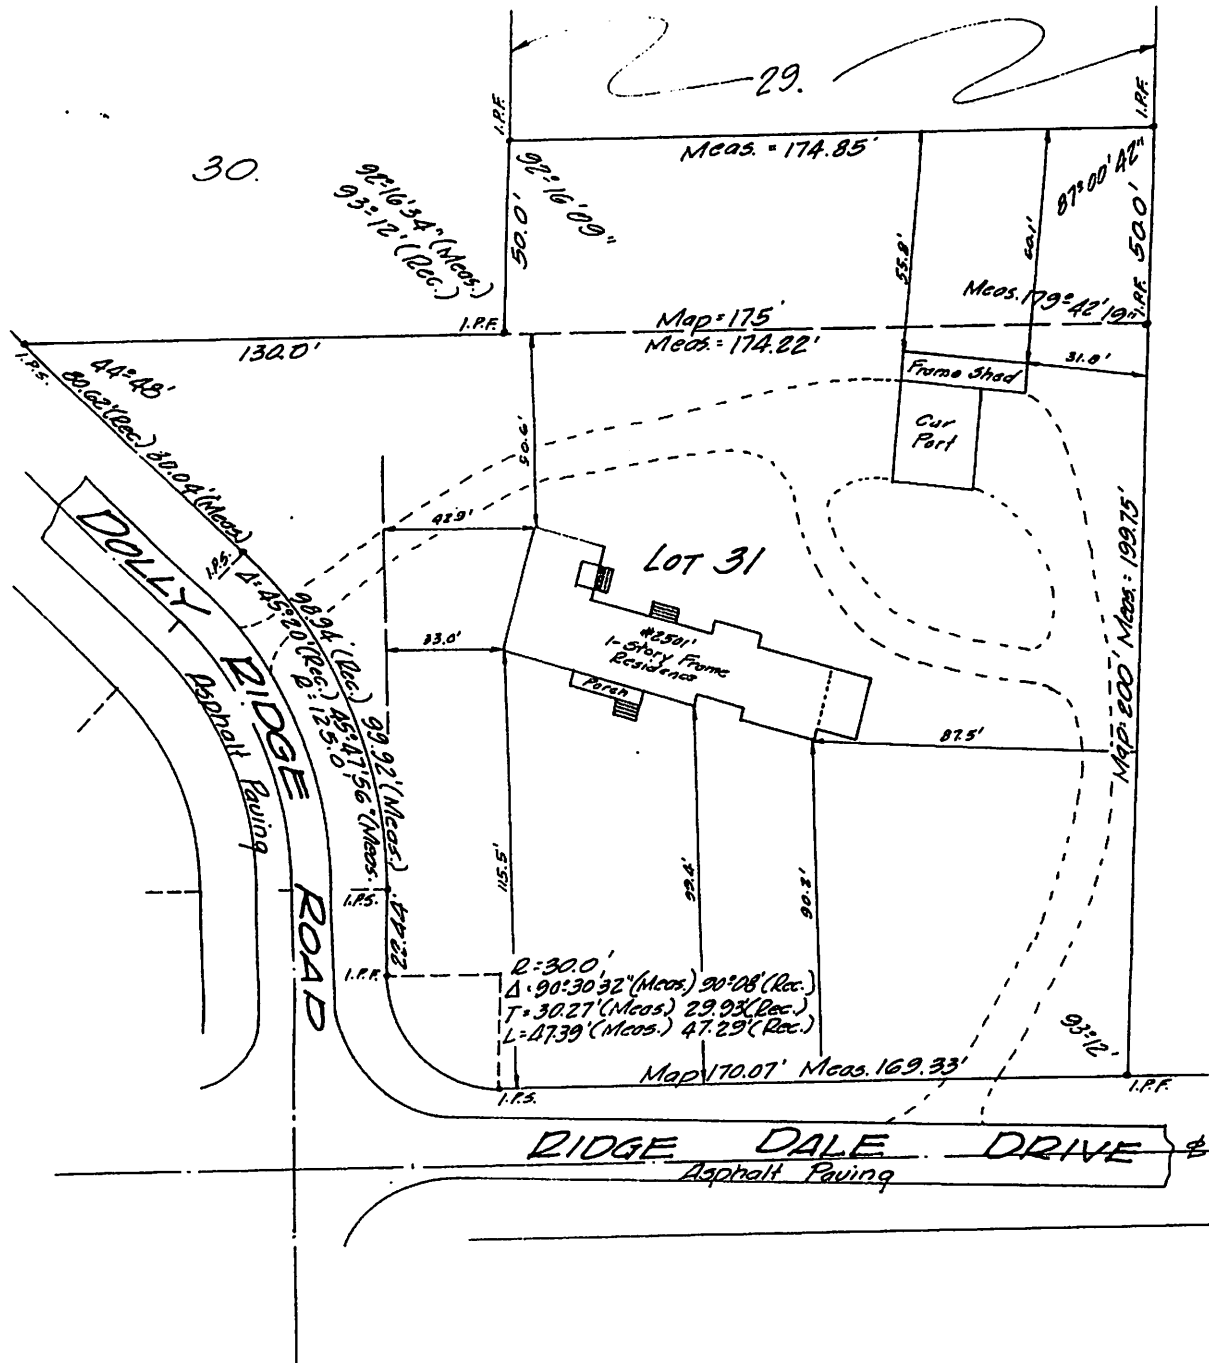 29.
I.P.F.
I.P.F.
Meas. = 174.85'
30.
92°16'34" (Meas.)
93°12' (Rec.)
92°16'09"
50.0'
87°00'42"
50.0'
55.8'
60.1'
Meas. 179°42'19"
I.P.F.
I.P.F.
Map = 175'
Meas. = 174.22'
130.0'
I.P.S.
44°48'
80.62' (Rec.) 80.04' (Meas.)
31.8'
Frame Shed
Car
Port
50.6'
42.9'
LOT 31
I.P.S.
98.94' (Rec.) 99.92' (Meas.)
Δ = 45°20' (Rec.) 45°47'56" (Meas.)
R = 125.0'
DOLLY RIDGE ROAD
Asphalt Paving
33.0'
#2501
1-Story Frame
Residence
Porch
87.5'
Map = 200' Meas. = 199.75'
115.5'
99.6'
I.P.S.
I.P.F.
R = 30.0'
Δ = 90°30'32" (Meas.) 90°08' (Rec.)
T = 30.27' (Meas.) 29.93' (Rec.)
L = 47.39' (Meas.) 47.29' (Rec.)
93°12'
Map 170.07' Meas. 169.33'
I.P.S.
I.P.F.
RIDGE DALE DRIVE
Asphalt Paving